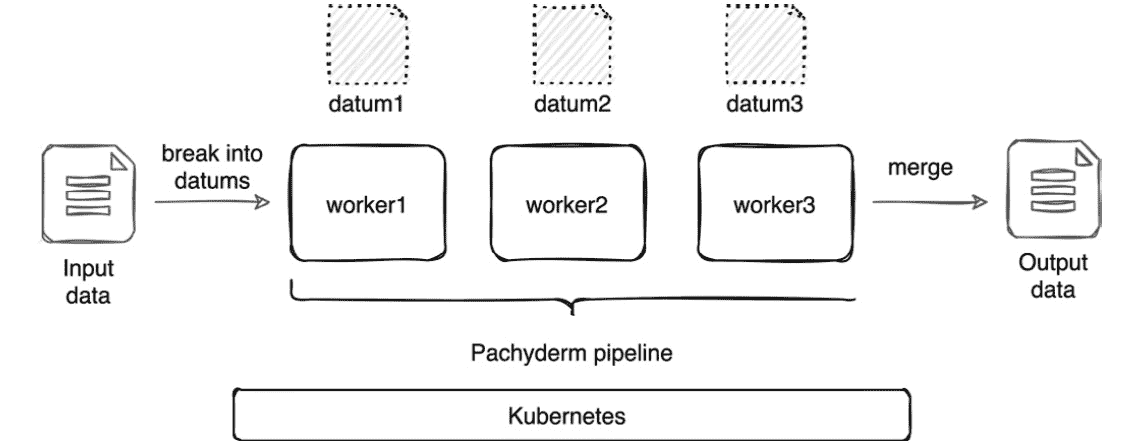 datum1
datum2
datum3
break into
datums
worker1
worker2
worker3
merge
Input
data
Output
data
Pachyderm pipeline
Kubernetes